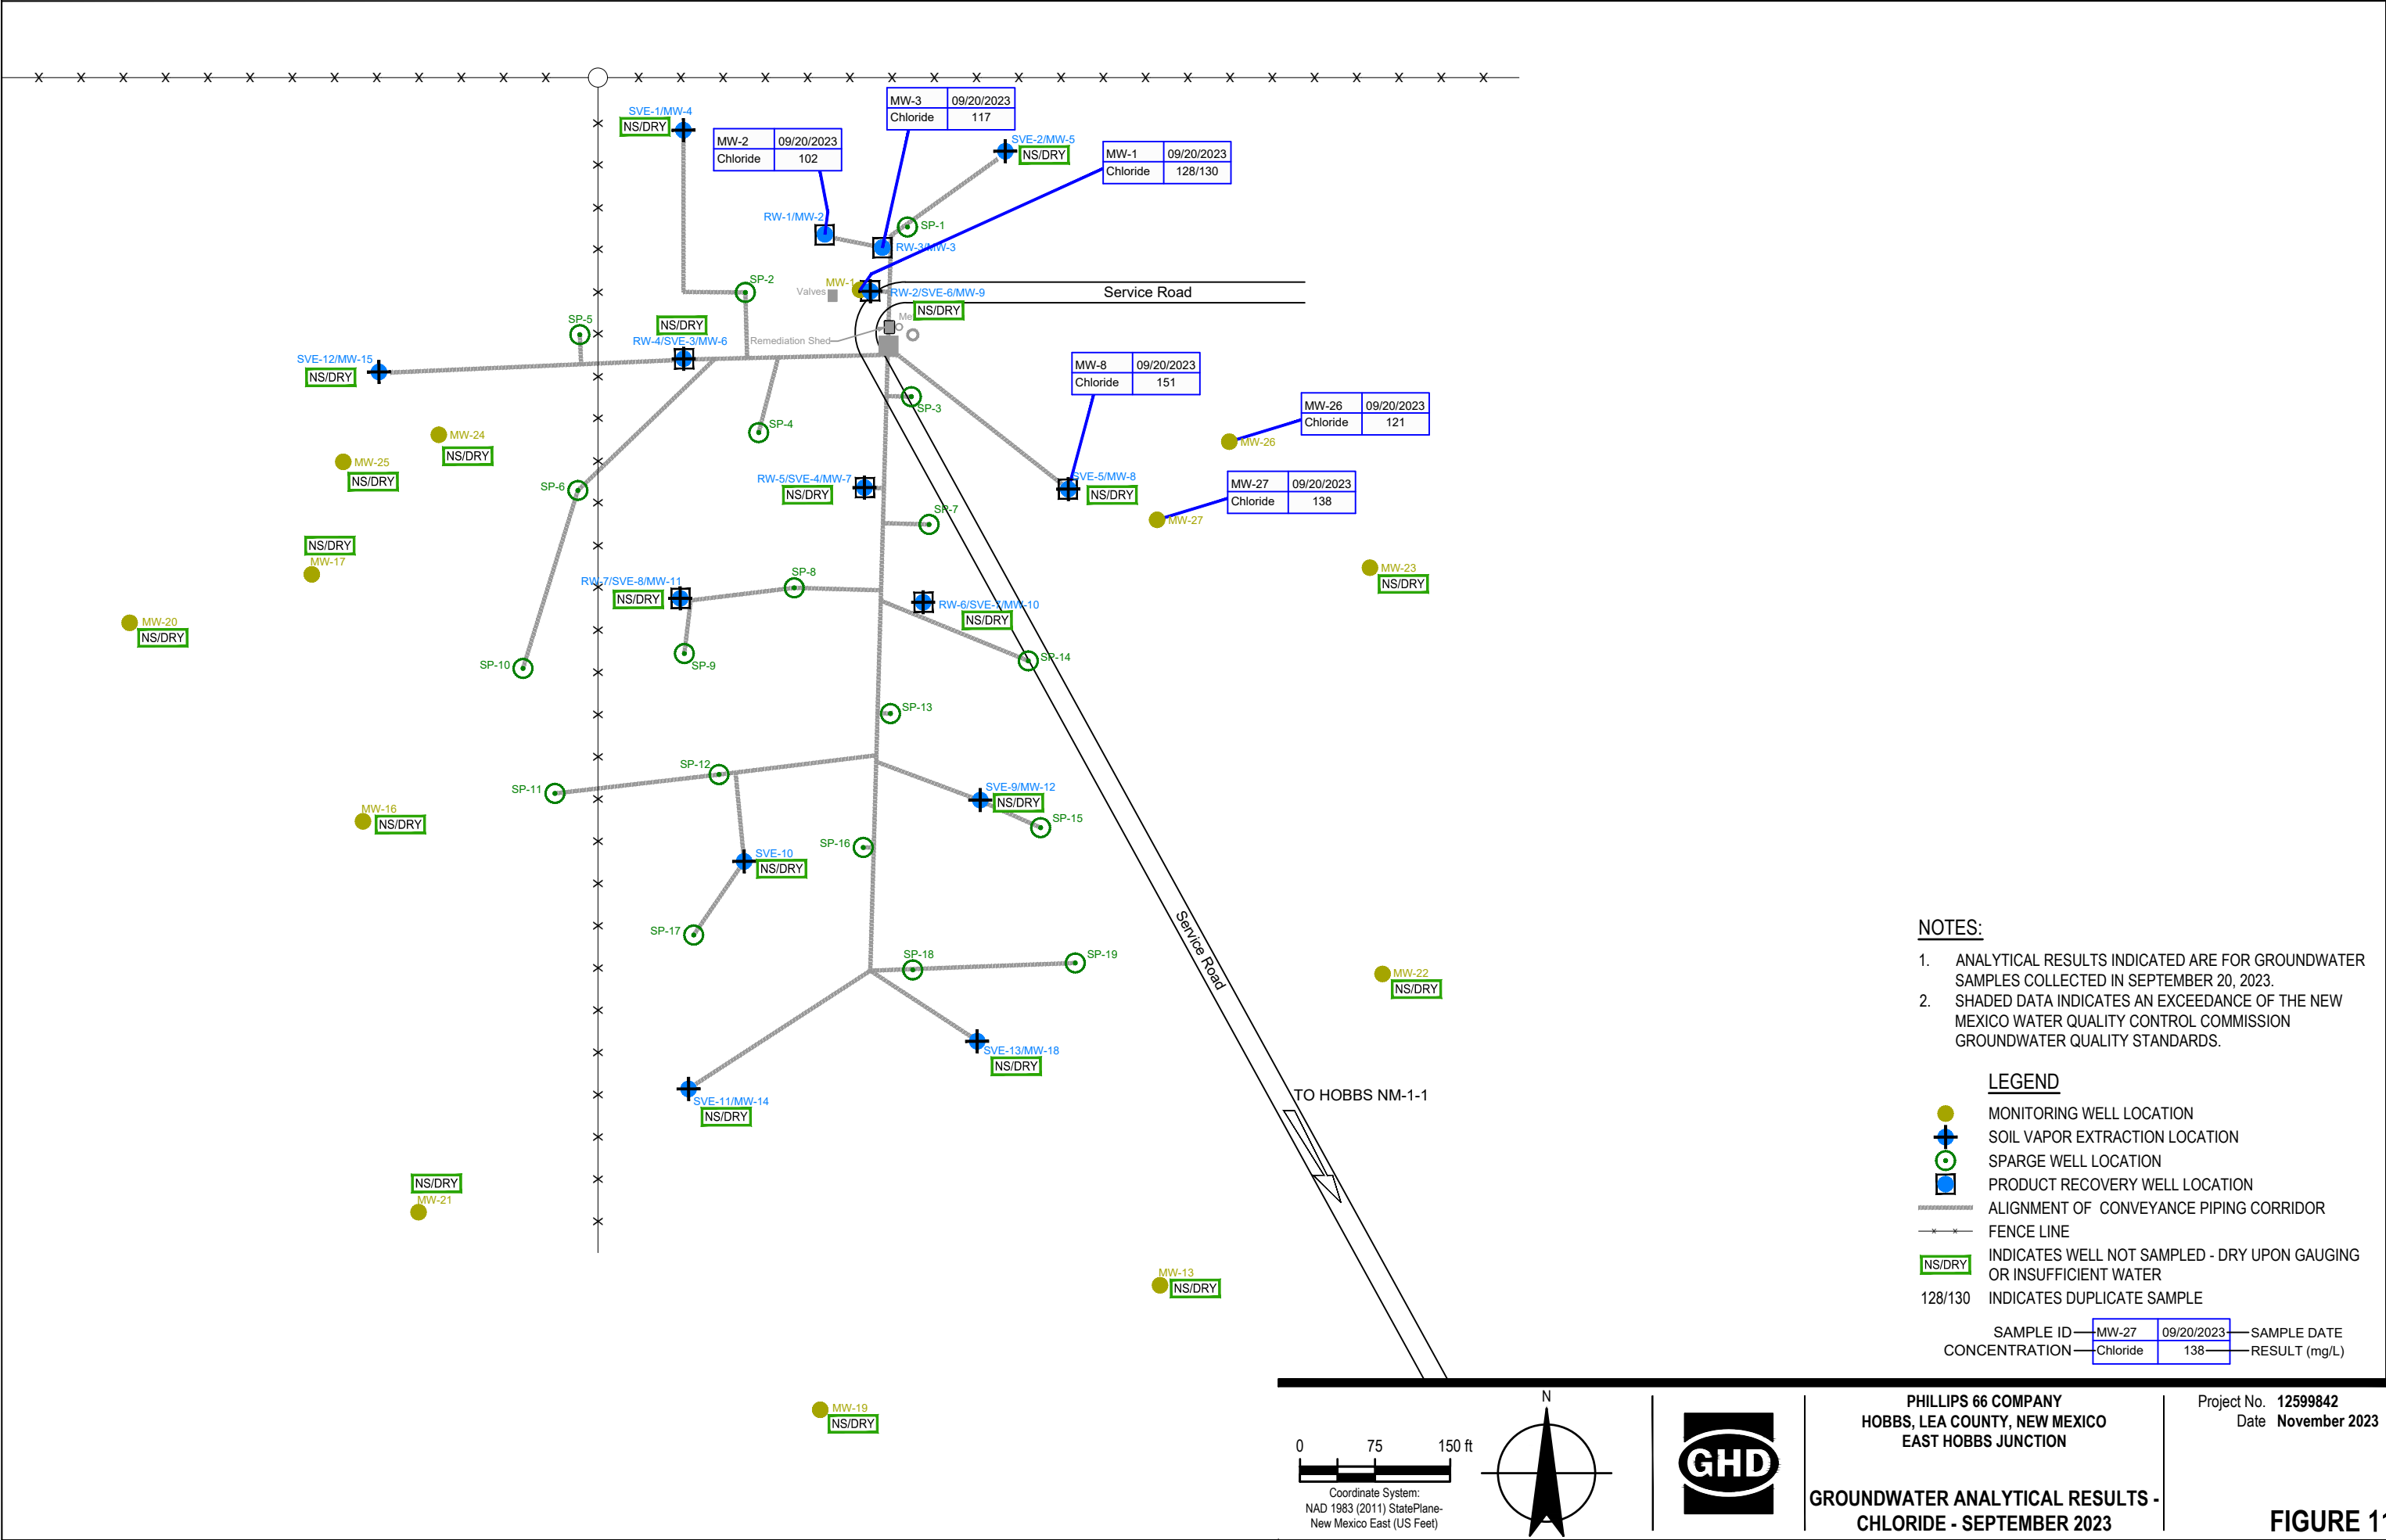 SVE-1/MW-4
NS/DRY
MW-2 09/20/2023
Chloride 102
MW-3 09/20/2023
Chloride 117
SVE-2/MW-5
NS/DRY
MW-1 09/20/2023
Chloride 128/130
RW-1/MW-2
SP-1
RW-3/MW-3
SP-2
Valves
MW-1
RW-2/SVE-6/MW-9
NS/DRY
Service Road
SP-5
NS/DRY
RW-4/SVE-3/MW-6
Remediation Shed
SVE-12/MW-15
NS/DRY
MW-8 09/20/2023
Chloride 151
SP-3
SP-4
MW-26 09/20/2023
Chloride 121
MW-26
MW-24
NS/DRY
MW-25
NS/DRY
SP-6
RW-5/SVE-4/MW-7
NS/DRY
SVE-5/MW-8
NS/DRY
MW-27 09/20/2023
Chloride 138
MW-27
SP-7
NS/DRY
MW-17
RW-7/SVE-8/MW-11
NS/DRY
SP-8
RW-6/SVE-7/MW-10
NS/DRY
MW-23
NS/DRY
MW-20
NS/DRY
SP-10
SP-9
SP-14
SP-13
SP-12
SP-11
SVE-9/MW-12
NS/DRY
SP-15
MW-16
NS/DRY
SP-16
SVE-10
NS/DRY
SP-17
Service Road
SP-18
SP-19
MW-22
NS/DRY
SVE-13/MW-18
NS/DRY
SVE-11/MW-14
NS/DRY
TO HOBBS NM-1-1
NS/DRY
MW-21
MW-13
NS/DRY
MW-19
NS/DRY
NOTES:
1. ANALYTICAL RESULTS INDICATED ARE FOR GROUNDWATER
SAMPLES COLLECTED IN SEPTEMBER 20, 2023.
2. SHADED DATA INDICATES AN EXCEEDANCE OF THE NEW
MEXICO WATER QUALITY CONTROL COMMISSION
GROUNDWATER QUALITY STANDARDS.
LEGEND
MONITORING WELL LOCATION
SOIL VAPOR EXTRACTION LOCATION
SPARGE WELL LOCATION
PRODUCT RECOVERY WELL LOCATION
ALIGNMENT OF CONVEYANCE PIPING CORRIDOR
FENCE LINE
NS/DRY INDICATES WELL NOT SAMPLED - DRY UPON GAUGING
OR INSUFFICIENT WATER
128/130 INDICATES DUPLICATE SAMPLE
SAMPLE ID MW-27 09/20/2023 SAMPLE DATE
CONCENTRATION Chloride 138 RESULT (mg/L)
0 75 150 ft
Coordinate System:
NAD 1983 (2011) StatePlane-
New Mexico East (US Feet)
N
GHD
PHILLIPS 66 COMPANY
HOBBS, LEA COUNTY, NEW MEXICO
EAST HOBBS JUNCTION
GROUNDWATER ANALYTICAL RESULTS -
CHLORIDE - SEPTEMBER 2023
Project No. 12599842
Date November 2023
FIGURE 11